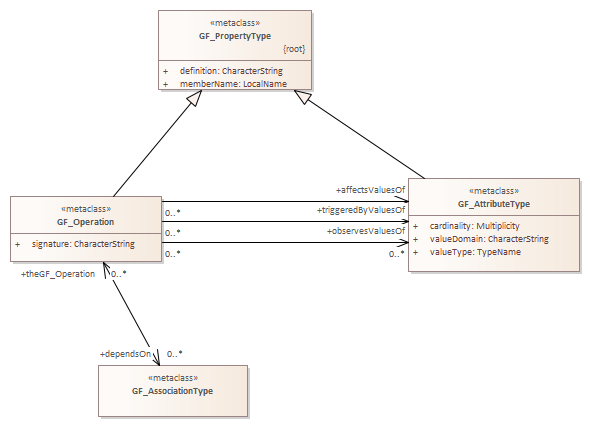 «metaclass»
GF_PropertyType
{root}
+ definition: CharacterString
+ memberName: LocalName
«metaclass»
GF_Operation
+ signature: CharacterString
+affectsValuesOf
0..*
+triggeredByValuesOf
0..*
+observesValuesOf
0..*
0..*
«metaclass»
GF_AttributeType
+ cardinality: Multiplicity
+ valueDomain: CharacterString
+ valueType: TypeName
+theGF_Operation
0..*
+dependsOn
0..*
«metaclass»
GF_AssociationType